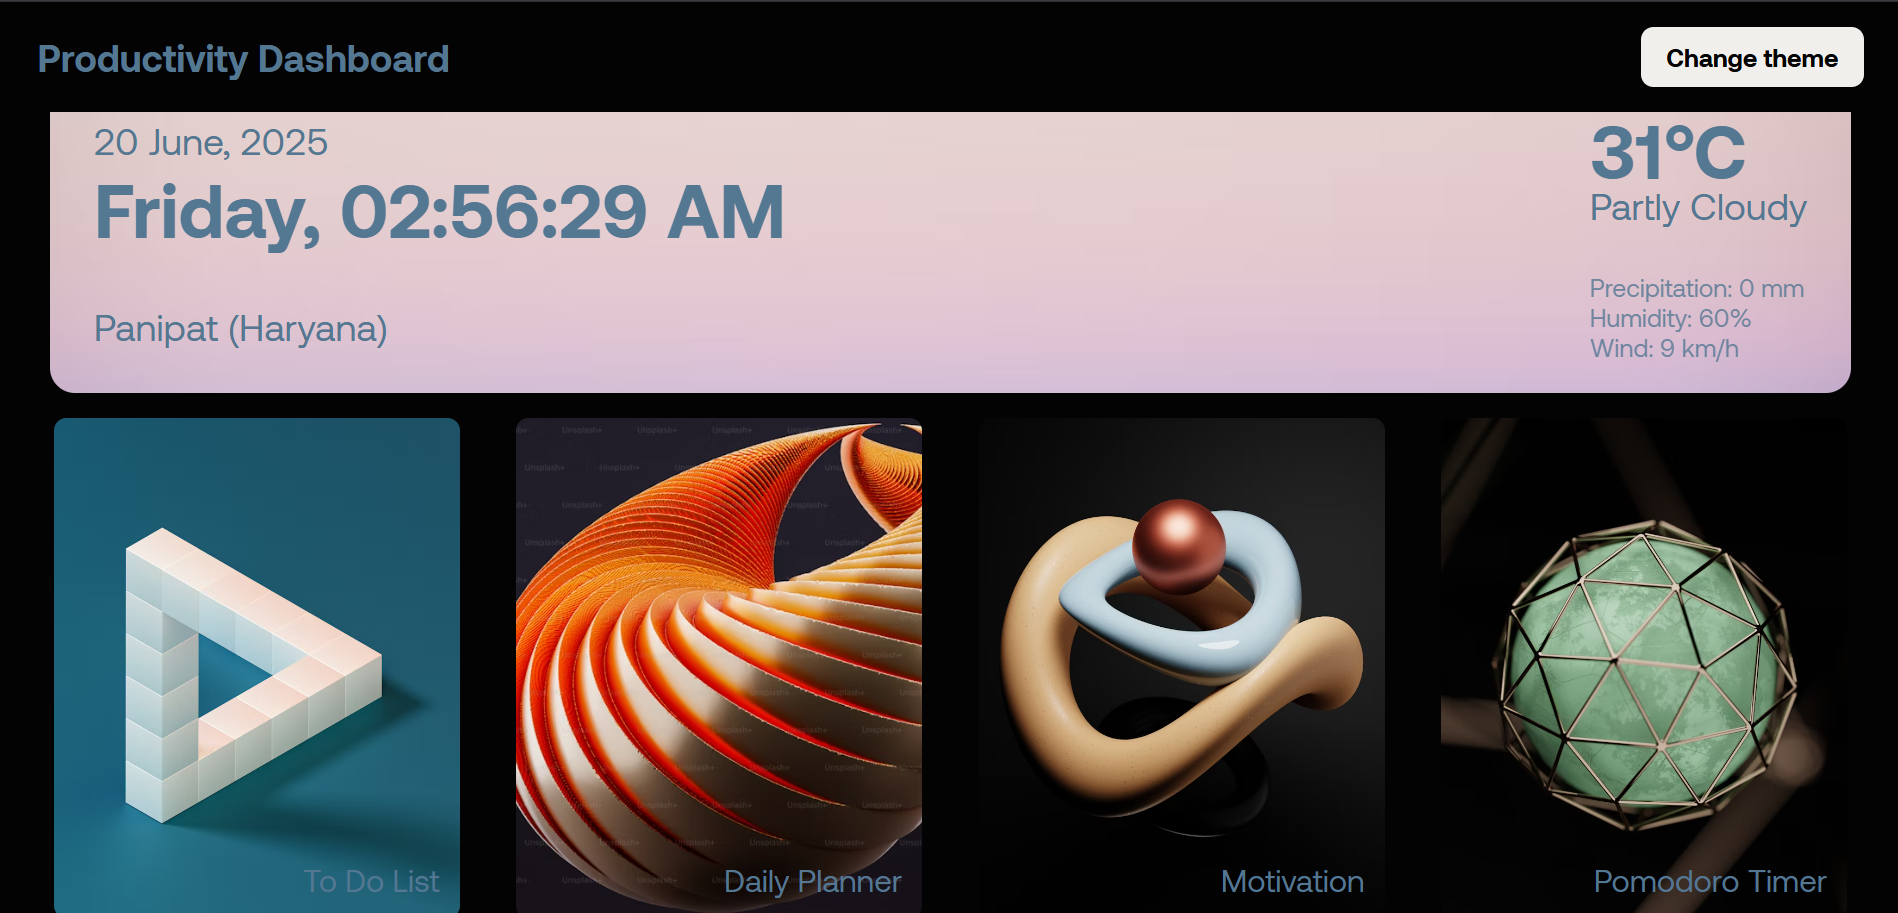 Productivity Dashboard
Change theme
20 June, 2025
Friday, 02:56:29 AM
Panipat (Haryana)
31°C
Partly Cloudy
Precipitation: 0 mm
Humidity: 60%
Wind: 9 km/h
Unsplash+
To Do List
Daily Planner
Motivation
Pomodoro Timer